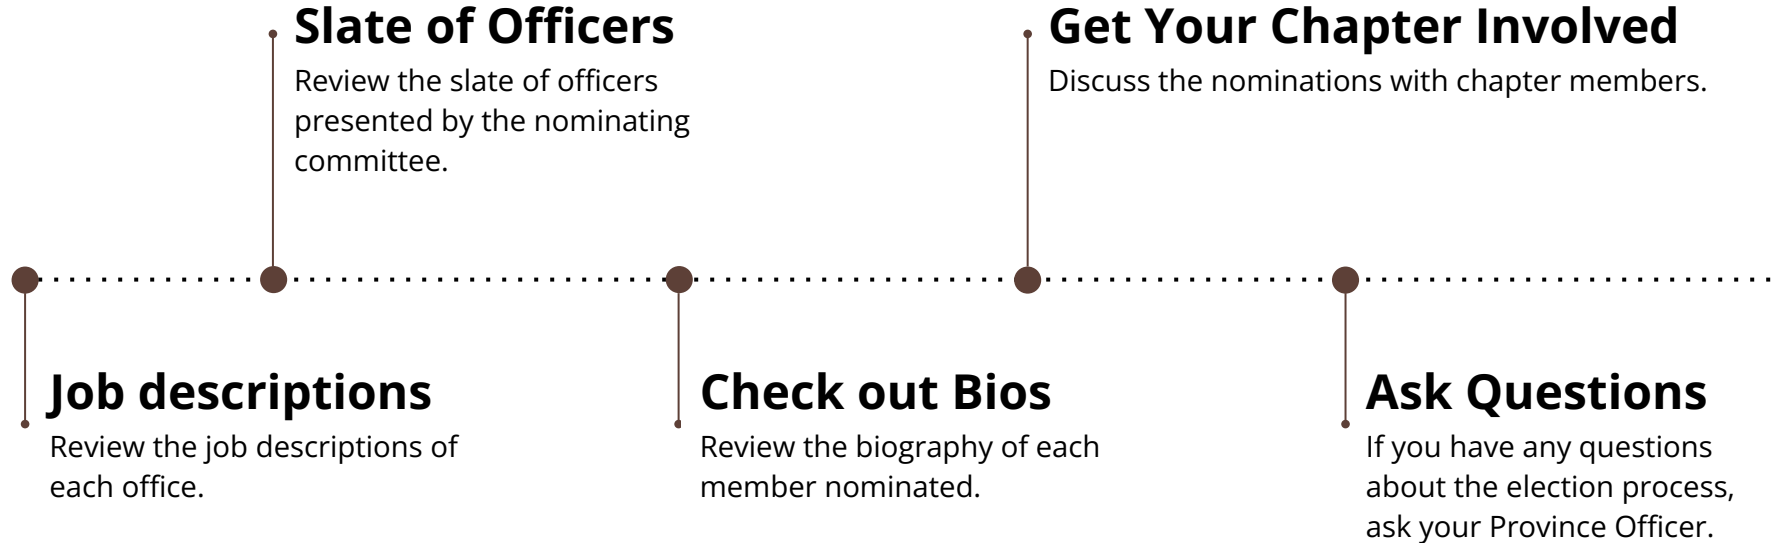 Slate of Officers
Review the slate of officers
presented by the nominating
committee.
Get Your Chapter Involved
Discuss the nominations with chapter members.
Job descriptions
Review the job descriptions of
each office.
Check out Bios
Review the biography of each
member nominated.
Ask Questions
If you have any questions
about the election process,
ask your Province Officer.